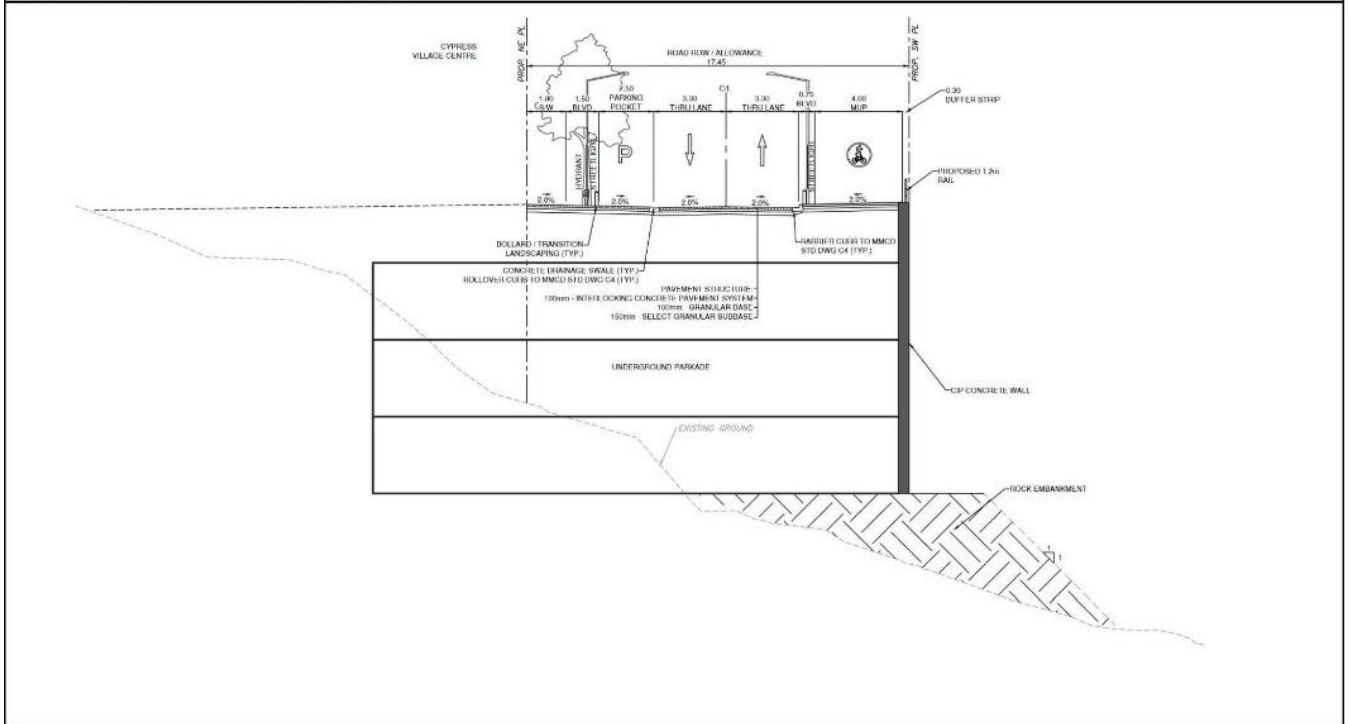 CYPRESS
VILLAGE CENTRE
PROP. NE PL
ROAD ROW / ALLOWANCE
17.45
PROP. SW PL
1.80
S/W
1.50
BLVD.
2.50
PARKING
POCKET
3.30
THRU LANE
C/L
3.30
THRU LANE
0.75
BLVD
4.00
MUP
0.30
BUFFER STRIP
HYDRANT
STREETLIGHT
P
STREETLIGHT
PROPOSED 1.2m
RAIL
2.0%
2.0%
2.0%
2.0%
2.0%
BOLLARD / TRANSITION
LANDSCAPING (TYP.)
BARRIER CURB TO MMCD
STD DWG C4 (TYP.)
CONCRETE DRAINAGE SWALE (TYP.)
ROLLOVER CURB TO MMCD STD DWG C4 (TYP.)
PAVEMENT STRUCTURE:
100mm - INTERLOCKING CONCRETE PAVEMENT SYSTEM
100mm - GRANULAR BASE
150mm - SELECT GRANULAR SUBBASE
UNDERGROUND PARKADE
CIP CONCRETE WALL
EXISTING GROUND
ROCK EMBANKMENT
1
1